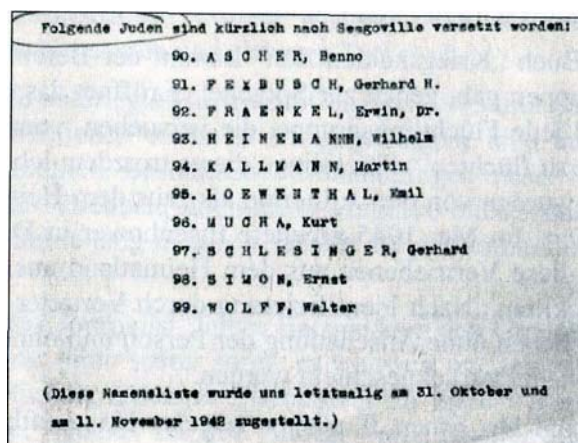 Folgende Juden sind kürzlich nach Seagoville versetzt worden:
90. E S C H E R, Benno
91. F E X B U S C H, Gerhard H.
92. F R A E N K E L, Erwin, Dr.
93. H E I N E M A N N, Wilhelm
94. Martin
95. L O E W E N T H A L, Emil
96. M U C H A, Kurt
97. S C H L E S I N G E R, Gerhard
98. S I M O N, Ernst
99. W O L F F, Walter
(Diese Namensliste wurde uns letztmalig am 31. Oktober und
am 11. November 1942 zugestellt.)